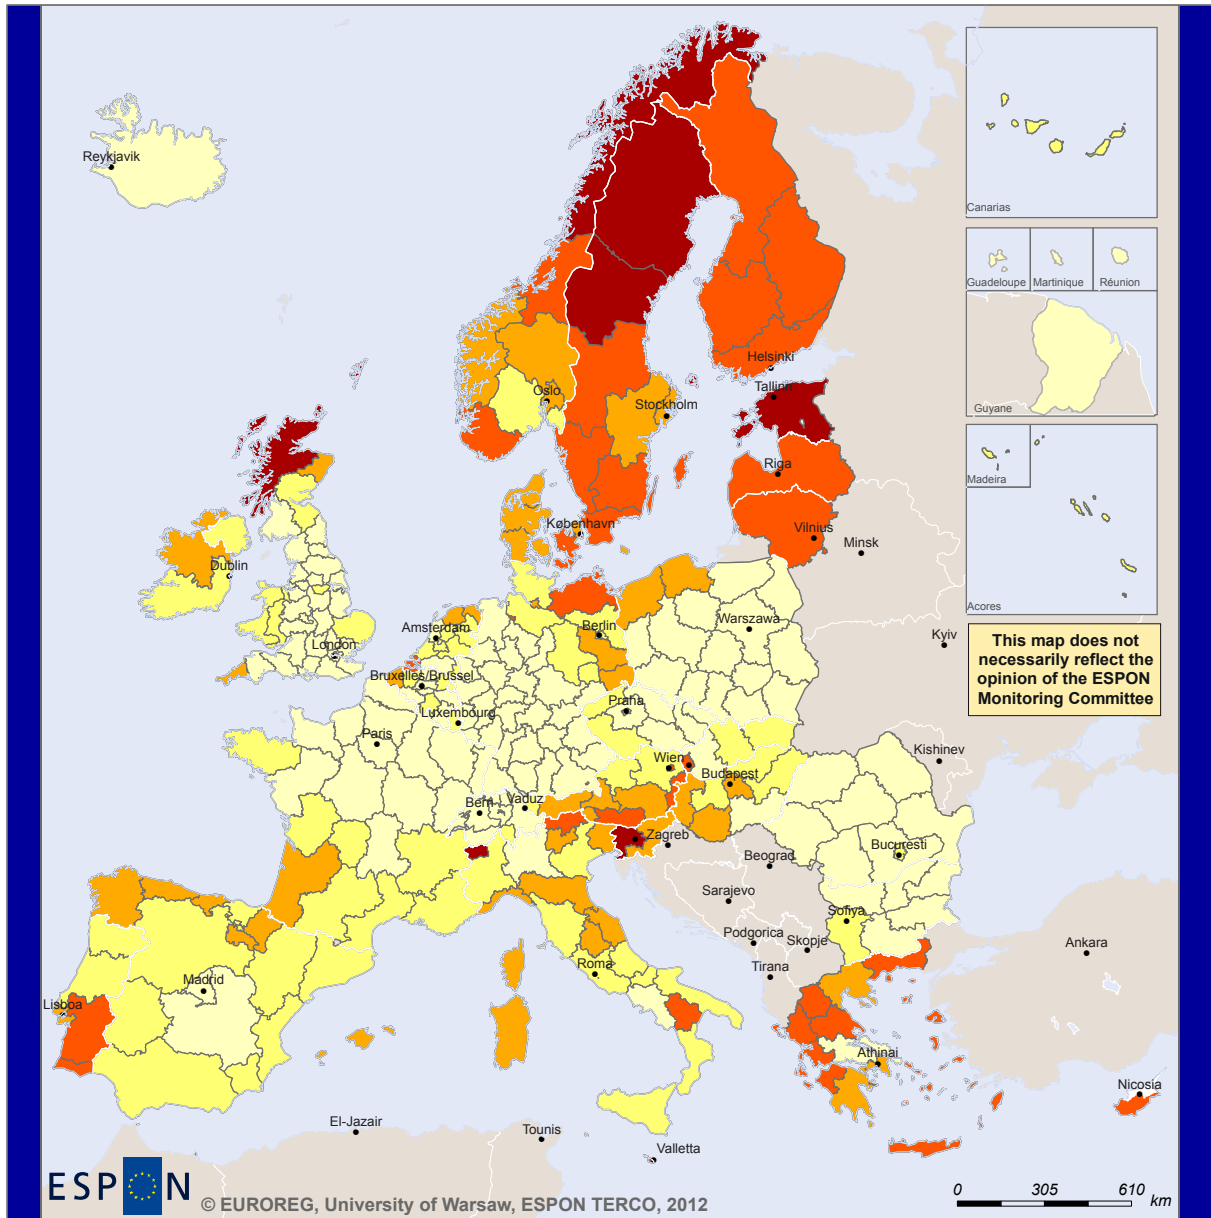 Reykjavik
Canarias
Guadeloupe
Martinique
Réunion
Guyane
Madeira
Acores
Helsinki
Tallinn
Oslo
Stockholm
Riga
København
Vilnius
Minsk
Dublin
Amsterdam
Berlin
Warszawa
London
Kyiv
Bruxelles/Brussel
Praha
Luxembourg
Paris
Kishinev
Wien
Budapest
Bern
Vaduz
Zagreb
Bucuresti
Beograd
Sarajevo
Sofiya
Podgorica
Skopje
Ankara
Roma
Tirana
Madrid
Lisboa
Athinai
Nicosia
El-Jazair
Tounis
Valletta
This map does not
necessarily reflect the
opinion of the ESPON
Monitoring Committee
ESPON
© EUROREG, University of Warsaw, ESPON TERCO, 2012
0 305 610
km